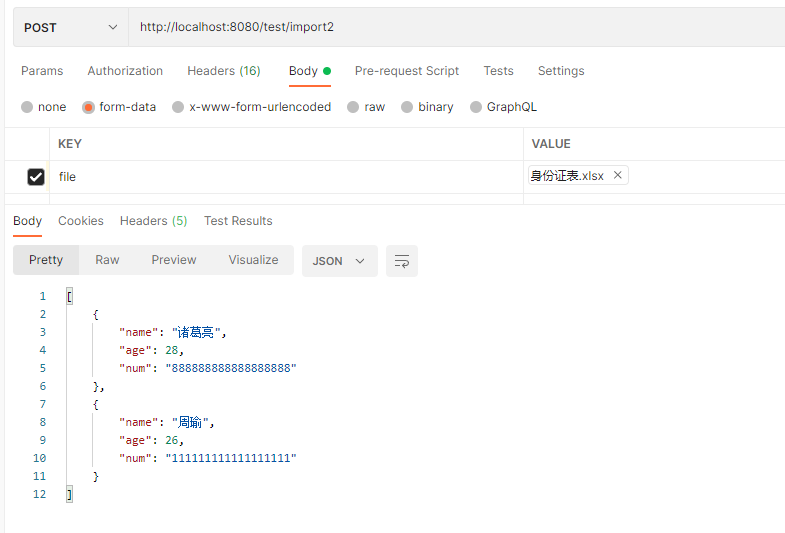 POST http://localhost:8080/test/import2
Params Authorization Headers (16) Body Pre-request Script Tests Settings
none form-data x-www-form-urlencoded raw binary GraphQL
KEY VALUE
file 身份证表.xlsx
Body Cookies Headers (5) Test Results
Pretty Raw Preview Visualize JSON
1 [
2 {
3 "name": "诸葛亮",
4 "age": 28,
5 "num": "888888888888888888"
6 },
7 {
8 "name": "周瑜",
9 "age": 26,
10 "num": "111111111111111111"
11 }
12 ]